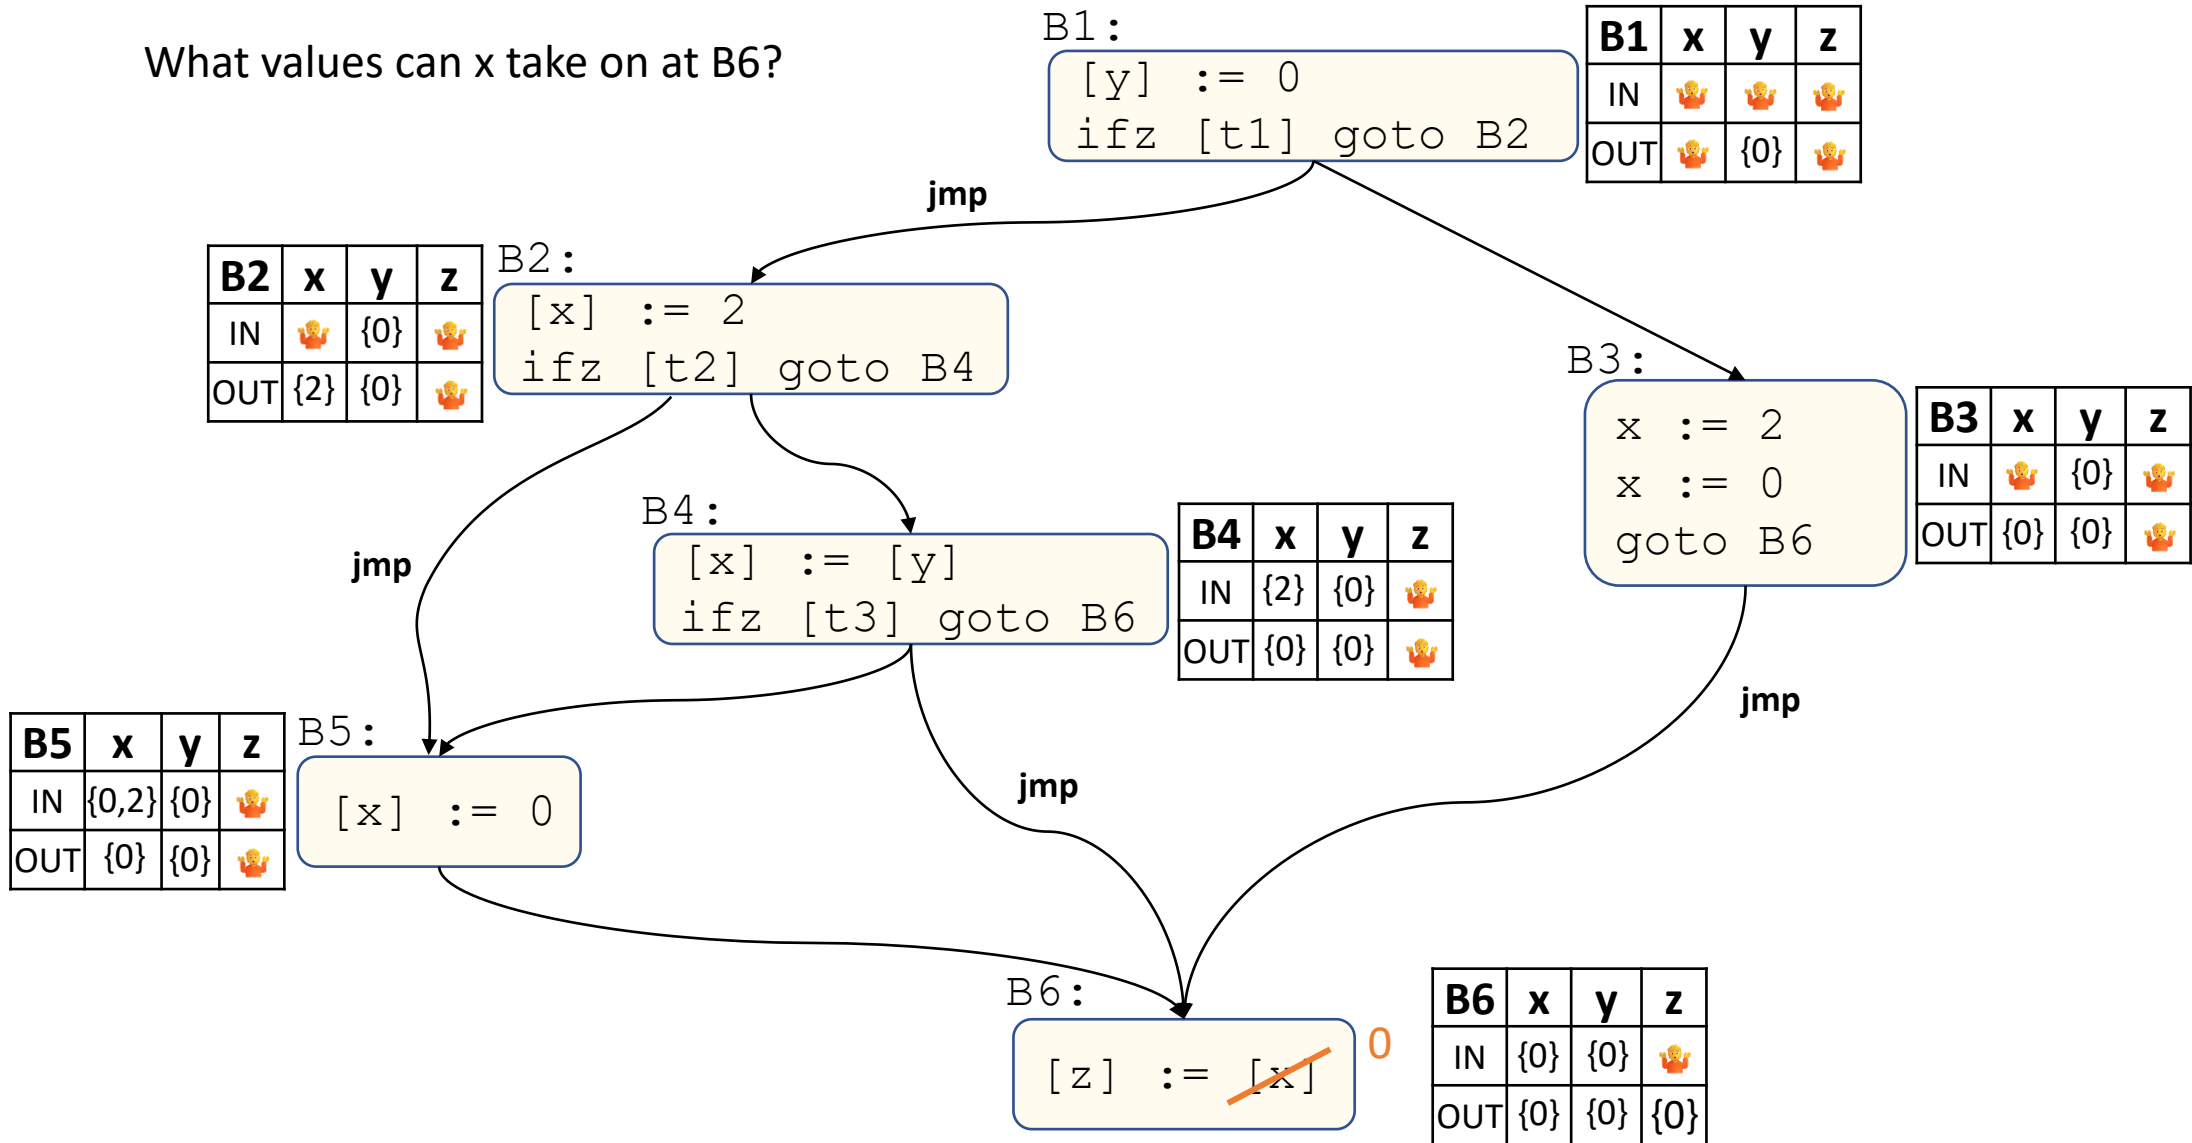 What values can x take on at B6?
B1:
[y] := 0
ifz [t1] goto B2
B1 x y z
IN 🤷 🤷 🤷
OUT 🤷 {0} 🤷
jmp
B2 x y z
IN 🤷 {0} 🤷
OUT {2} {0} 🤷
B2:
[x] := 2
ifz [t2] goto B4
B3:
x := 2
x := 0
goto B6
B3 x y z
IN 🤷 {0} 🤷
OUT {0} {0} 🤷
jmp
B4:
[x] := [y]
ifz [t3] goto B6
B4 x y z
IN {2} {0} 🤷
OUT {0} {0} 🤷
jmp
B5 x y z
IN {0,2} {0} 🤷
OUT {0} {0} 🤷
B5:
[x] := 0
jmp
B6:
[z] := [x] 0
B6 x y z
IN {0} {0} 🤷
OUT {0} {0} {0}